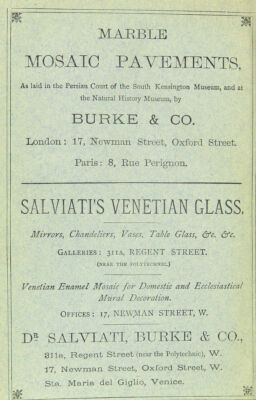 MARBLE
MOSAIC PAVEMENTS,
As laid in the Persian Court of the South Kensington Museum, and at
the Natural History Museum, by
BURKE & CO.
London: 17, Newman Street, Oxford Street.
Paris: 8, Rue Perignon.
SALVIATI'S VENETIAN GLASS.
Mirrors, Chandeliers, Vases, Table Glass, &c. &c.
GALLERIES: 311A, REGENT STREET.
(NEAR THE POLYTECHNIC.)
Venetian Enamel Mosaic for Domestic and Ecclesiastical
Mural Decoration.
OFFICES: 17, NEWMAN STREET, W.
DR SALVIATI, BURKE & CO.,
311a, Regent Street (near the Polytechnic), W.
17, Newman Street, Oxford Street, W.
Sta. Maria del Giglio, Venice.